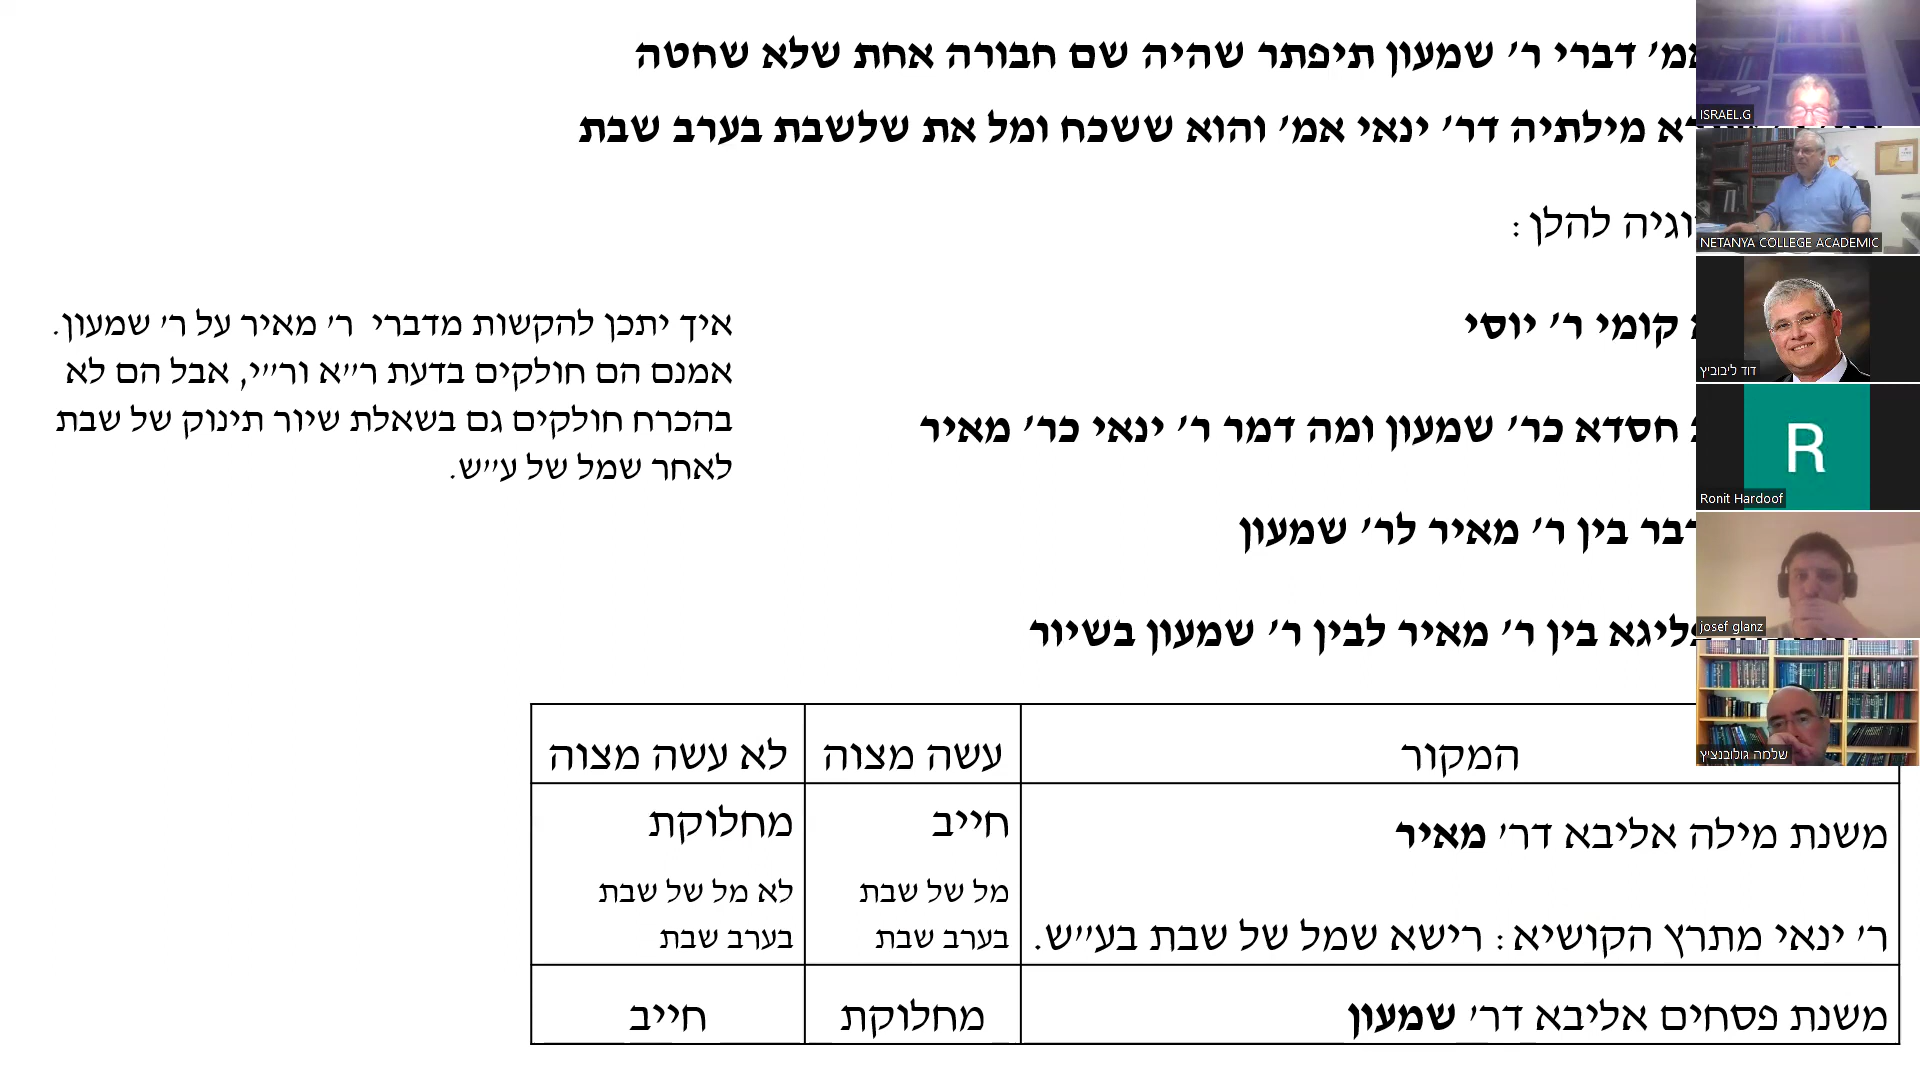 דברי ר׳ שמעון תיפתר שהיה שם חבורה אחת שלא שחטה
מילתיה דר׳ ינאי אמ׳ והוא ששכח ומל את שלשבת בערב שבת
להלן:
קומי ר׳ יוסי
חסדא כר׳ שמעון ומה דמר ר׳ ינאי כר׳ מאיר
בין ר׳ מאיר לר׳ שמעון
בין ר׳ מאיר לבין ר׳ שמעון בשיור
איך יתכן להקשות מדברי ר׳ מאיר על ר׳ שמעון.
אמנם הם חולקים בדעת ר״א ור״י, אבל הם לא
בהכרח חולקים גם בשאלת שיור תינוק של שבת
לאחר שמל של ע״ש.
המקור עשה מצוה לא עשה מצוה
משנת מילה אליבא דר׳ מאיר חייב מחלוקת
מל של שבת לא מל של שבת
ר׳ ינאי מתרץ הקושיא: רישא שמל של שבת בע״ש. בערב שבת בערב שבת
משנת פסחים אליבא דר׳ שמעון מחלוקת חייב
ISRAEL.G
NETANYA COLLEGE ACADEMIC
דוד ליבוביץ
R
Ronit Hardoof
josef glanz
שלמה גולובנציץ